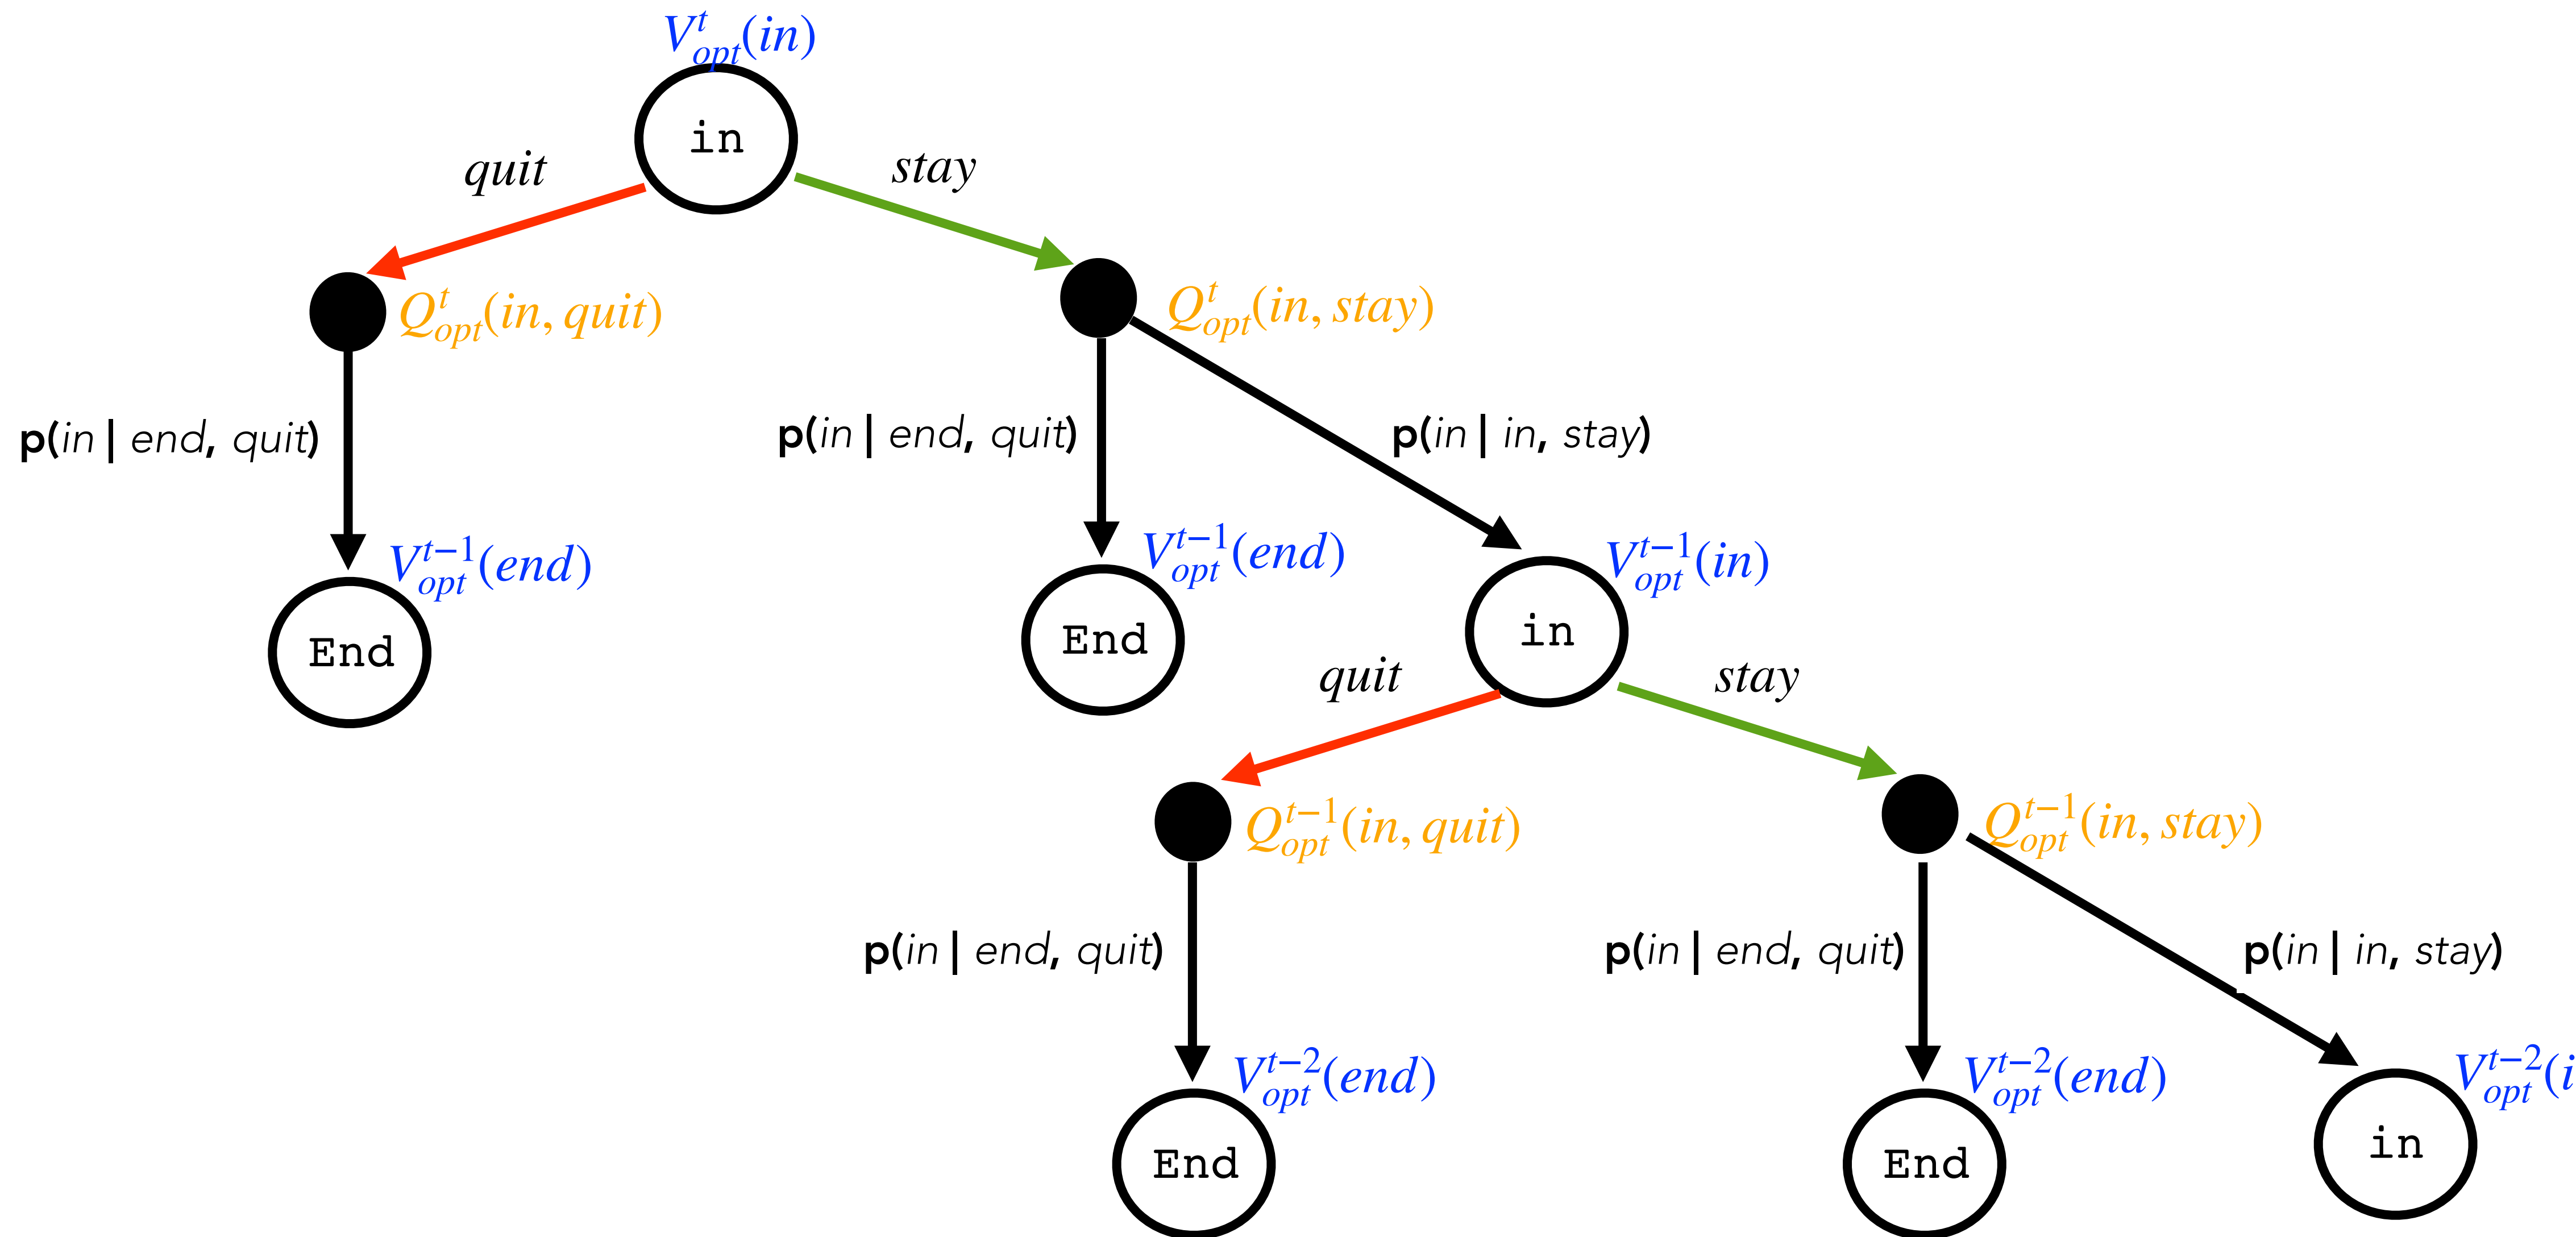 V^t_opt(in)
in
quit
stay
Q^t_opt(in, quit)
Q^t_opt(in, stay)
p(in | end, quit)
p(in | end, quit)
p(in | in, stay)
V^{t−1}_opt(end)
V^{t−1}_opt(end)
V^{t−1}_opt(in)
End
End
in
quit
stay
Q^{t−1}_opt(in, quit)
Q^{t−1}_opt(in, stay)
p(in | end, quit)
p(in | end, quit)
p(in | in, stay)
V^{t−2}_opt(end)
V^{t−2}_opt(end)
V^{t−2}_opt(i
End
End
in